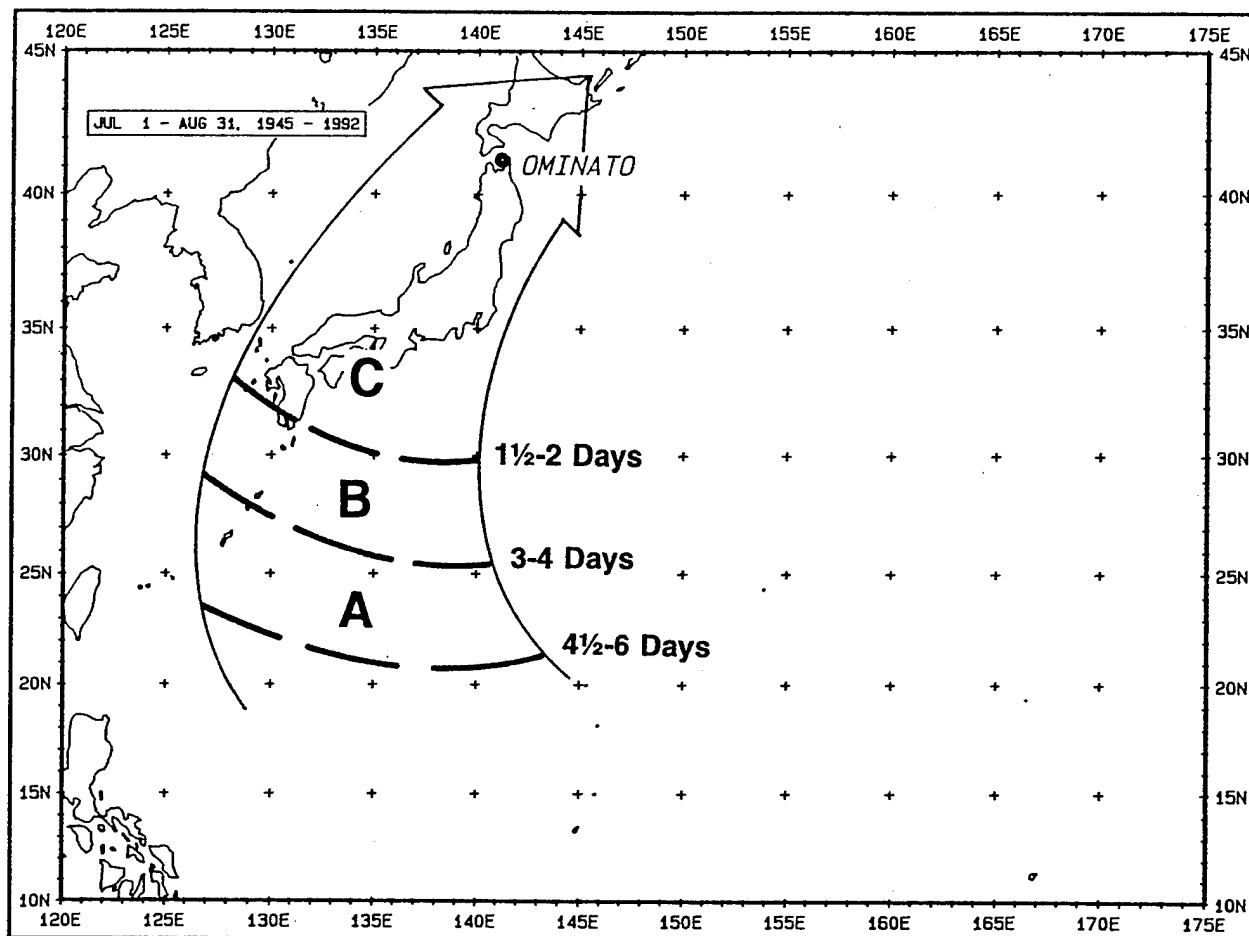 120E 125E 130E 135E 140E 145E 150E 155E 160E 165E 170E 175E
45N 45N
JUL 1 - AUG 31, 1945 - 1992
OMINATO
40N 40N
35N 35N
C
30N 1½-2 Days 30N
B
3-4 Days
25N 25N
A
4½-6 Days
20N 20N
15N 15N
10N 10N
120E 125E 130E 135E 140E 145E 150E 155E 160E 165E 170E 175E